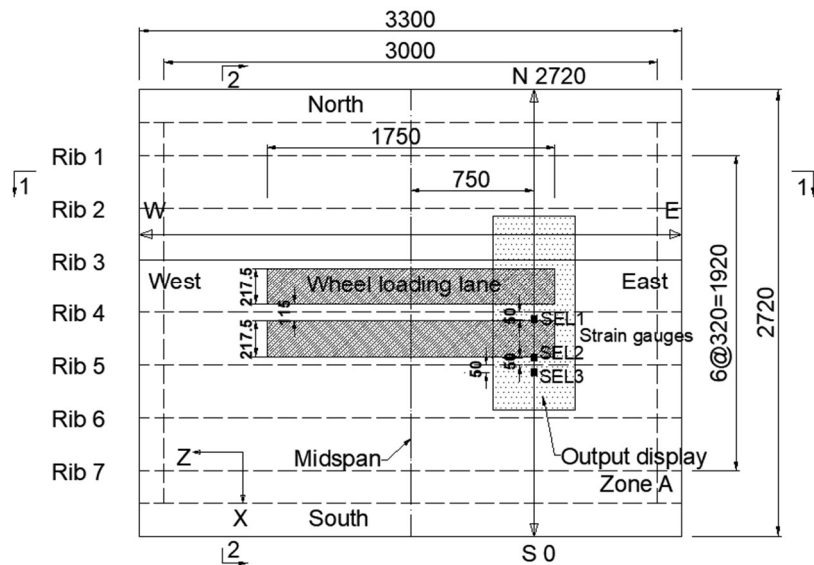 3300
3000
2
N 2720
North
1750
Rib 1
1
1
750
Rib 2
W
E
Rib 3
West
Wheel loading lane
East
217.5
Rib 4
115
50
SEL1
Strain gauges
6@320=1920
2720
217.5
50
SEL2
Rib 5
50
SEL3
Rib 6
Z
Midspan
Output display
Rib 7
Zone A
X
South
2
S 0